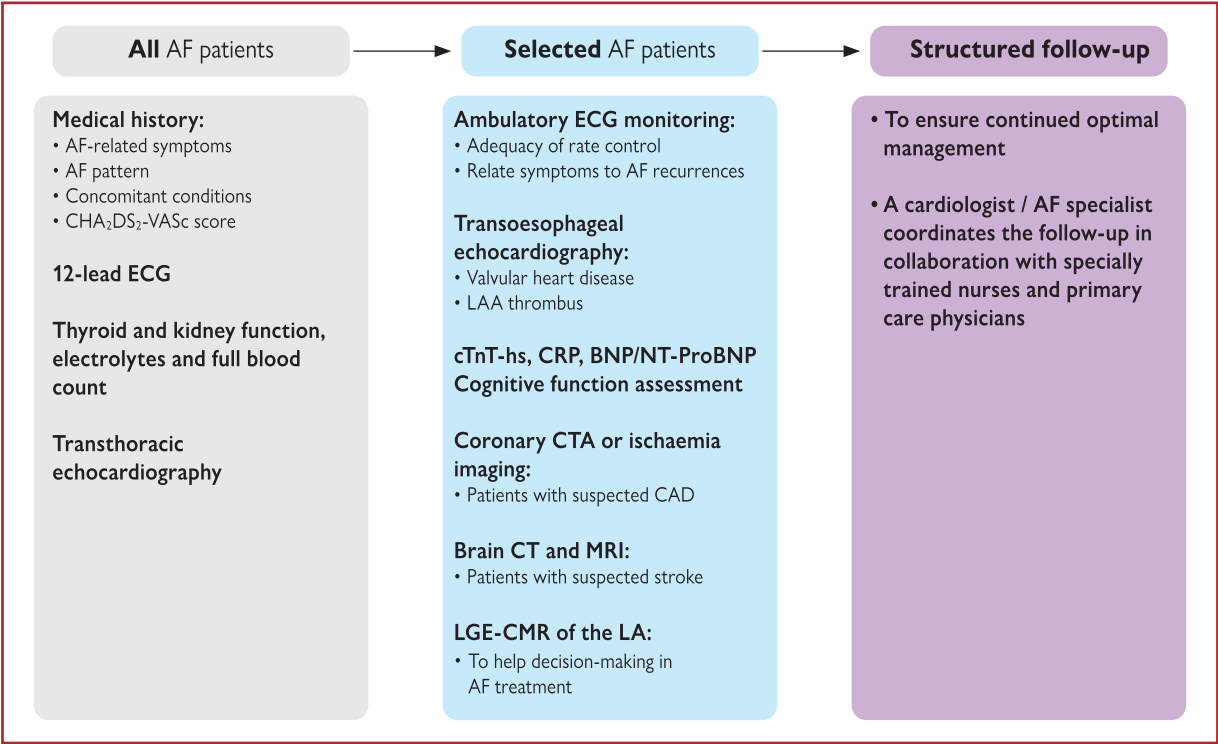 All AF patients
Selected AF patients
Structured follow-up
Medical history:
• AF-related symptoms
• AF pattern
• Concomitant conditions
• CHA₂DS₂-VASc score
12-lead ECG
Thyroid and kidney function,
electrolytes and full blood
count
Transthoracic
echocardiography
Ambulatory ECG monitoring:
• Adequacy of rate control
• Relate symptoms to AF recurrences
Transoesophageal
echocardiography:
• Valvular heart disease
• LAA thrombus
cTnT-hs, CRP, BNP/NT-ProBNP
Cognitive function assessment
Coronary CTA or ischaemia
imaging:
• Patients with suspected CAD
Brain CT and MRI:
• Patients with suspected stroke
LGE-CMR of the LA:
• To help decision-making in
AF treatment
• To ensure continued optimal
management
• A cardiologist / AF specialist
coordinates the follow-up in
collaboration with specially
trained nurses and primary
care physicians